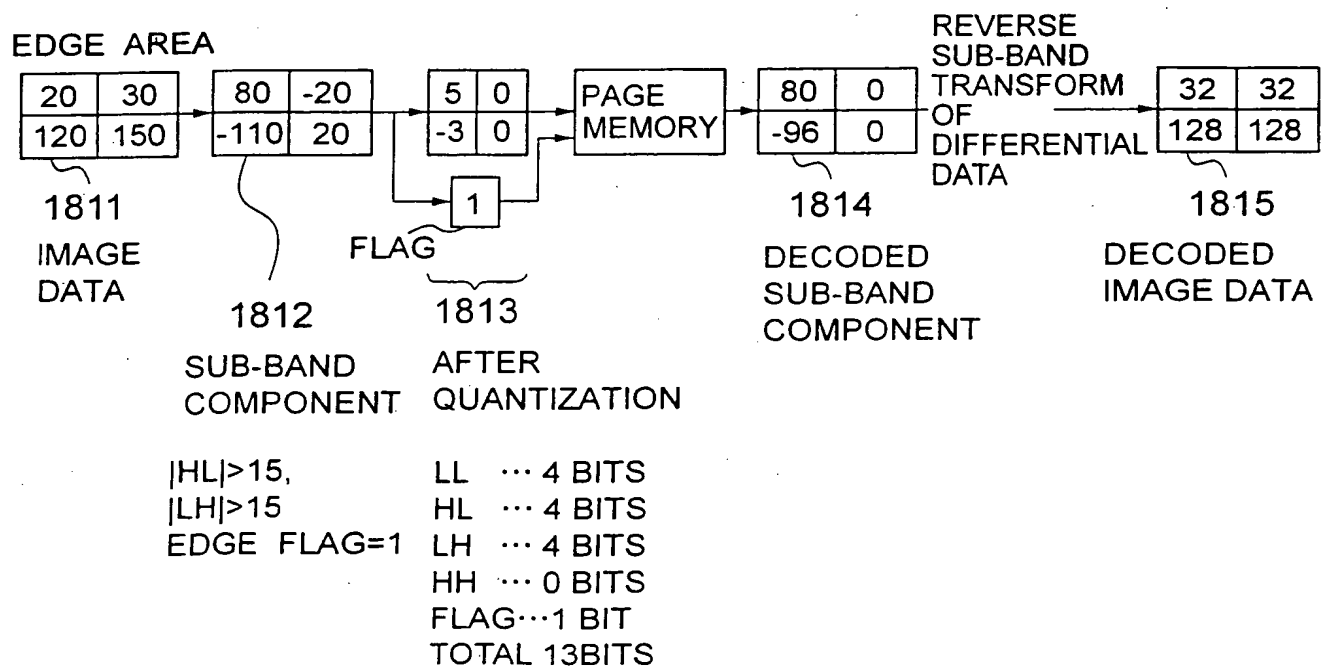 EDGE AREA
20 30
120 150
80 -20
-110 20
5 0
-3 0
1
FLAG
PAGE
MEMORY
80 0
-96 0
REVERSE
SUB-BAND
TRANSFORM
OF
DIFFERENTIAL
DATA
32 32
128 128
1811
IMAGE
DATA
1812
SUB-BAND
COMPONENT
1813
AFTER
QUANTIZATION
1814
DECODED
SUB-BAND
COMPONENT
1815
DECODED
IMAGE DATA
|HL|>15,
|LH|>15
EDGE FLAG=1
LL ··· 4 BITS
HL ··· 4 BITS
LH ··· 4 BITS
HH ··· 0 BITS
FLAG···1 BIT
TOTAL 13BITS